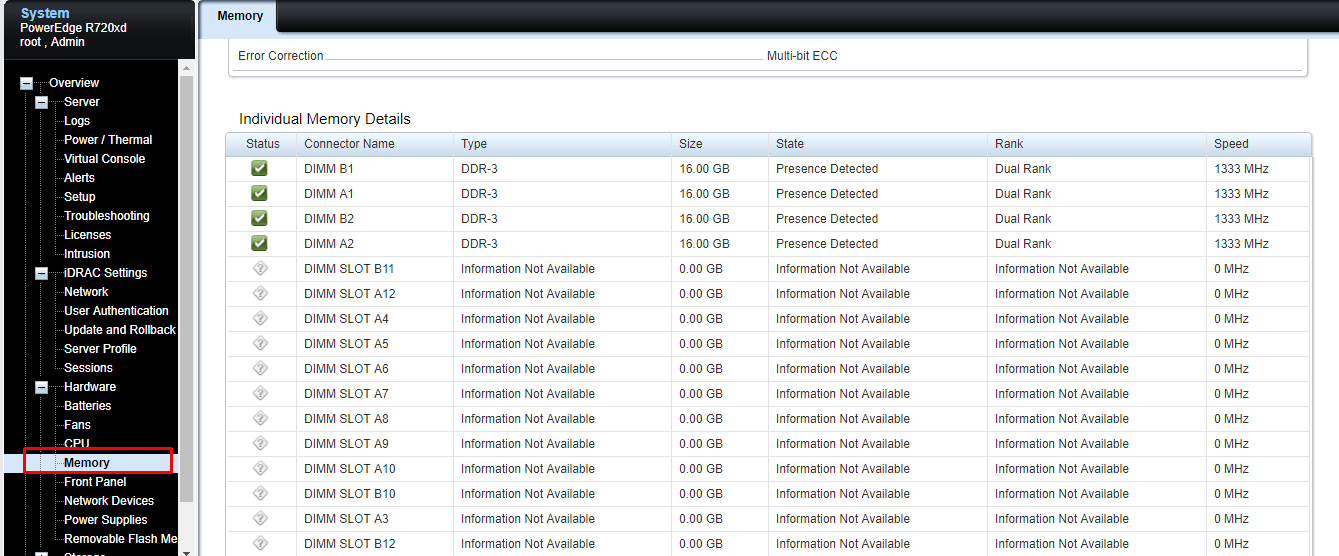 System
PowerEdge R720xd
root , Admin
Overview
Server
Logs
Power / Thermal
Virtual Console
Alerts
Setup
Troubleshooting
Licenses
Intrusion
iDRAC Settings
Network
User Authentication
Update and Rollback
Server Profile
Sessions
Hardware
Batteries
Fans
CPU
Memory
Front Panel
Network Devices
Power Supplies
Removable Flash Me
Storage
Memory
Error Correction Multi-bit ECC
Individual Memory Details
Status Connector Name Type Size State Rank Speed
DIMM B1 DDR-3 16.00 GB Presence Detected Dual Rank 1333 MHz
DIMM A1 DDR-3 16.00 GB Presence Detected Dual Rank 1333 MHz
DIMM B2 DDR-3 16.00 GB Presence Detected Dual Rank 1333 MHz
DIMM A2 DDR-3 16.00 GB Presence Detected Dual Rank 1333 MHz
DIMM SLOT B11 Information Not Available 0.00 GB Information Not Available Information Not Available 0 MHz
DIMM SLOT A12 Information Not Available 0.00 GB Information Not Available Information Not Available 0 MHz
DIMM SLOT A4 Information Not Available 0.00 GB Information Not Available Information Not Available 0 MHz
DIMM SLOT A5 Information Not Available 0.00 GB Information Not Available Information Not Available 0 MHz
DIMM SLOT A6 Information Not Available 0.00 GB Information Not Available Information Not Available 0 MHz
DIMM SLOT A7 Information Not Available 0.00 GB Information Not Available Information Not Available 0 MHz
DIMM SLOT A8 Information Not Available 0.00 GB Information Not Available Information Not Available 0 MHz
DIMM SLOT A9 Information Not Available 0.00 GB Information Not Available Information Not Available 0 MHz
DIMM SLOT A10 Information Not Available 0.00 GB Information Not Available Information Not Available 0 MHz
DIMM SLOT B10 Information Not Available 0.00 GB Information Not Available Information Not Available 0 MHz
DIMM SLOT A3 Information Not Available 0.00 GB Information Not Available Information Not Available 0 MHz
DIMM SLOT B12 Information Not Available 0.00 GB Information Not Available Information Not Available 0 MHz